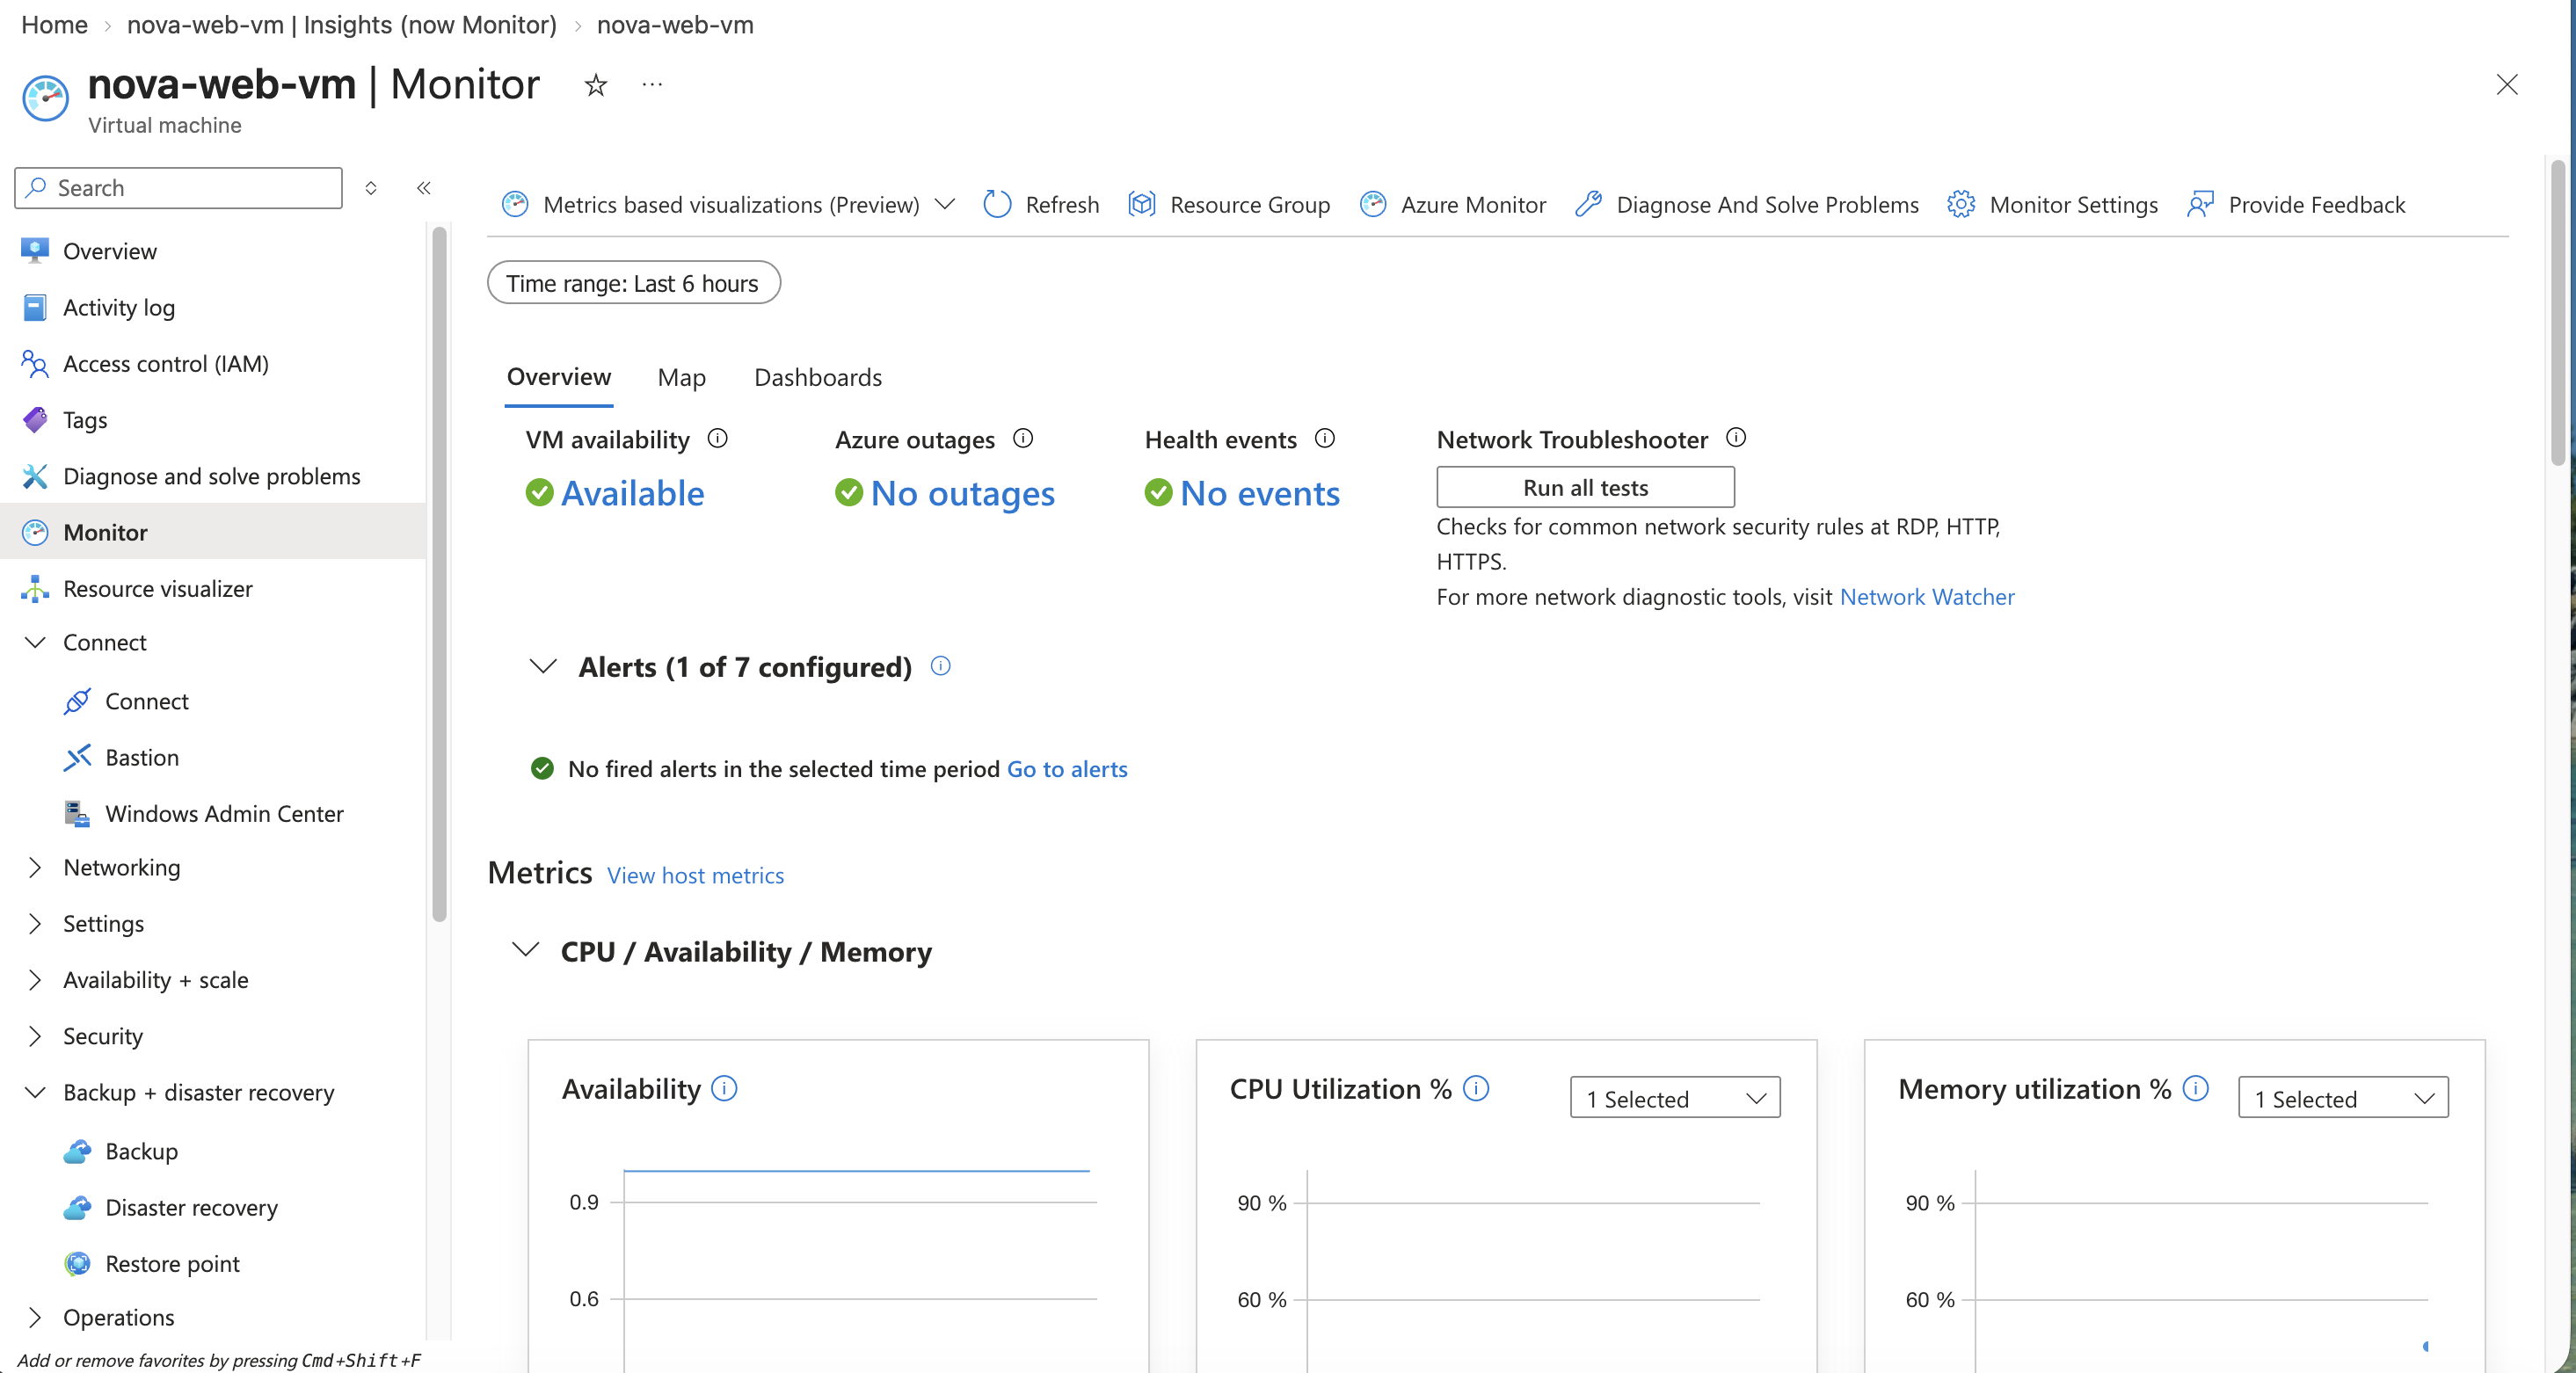 Home > nova-web-vm | Insights (now Monitor) > nova-web-vm
nova-web-vm | Monitor
Virtual machine
Search
Overview
Activity log
Access control (IAM)
Tags
Diagnose and solve problems
Monitor
Resource visualizer
Connect
Connect
Bastion
Windows Admin Center
Networking
Settings
Availability + scale
Security
Backup + disaster recovery
Backup
Disaster recovery
Restore point
Operations
Add or remove favorites by pressing Cmd+Shift+F
Metrics based visualizations (Preview) Refresh Resource Group Azure Monitor Diagnose And Solve Problems Monitor Settings Provide Feedback
Time range: Last 6 hours
Overview Map Dashboards
VM availability
Available
Azure outages
No outages
Health events
No events
Network Troubleshooter
Run all tests
Checks for common network security rules at RDP, HTTP,
HTTPS.
For more network diagnostic tools, visit Network Watcher
Alerts (1 of 7 configured)
No fired alerts in the selected time period Go to alerts
Metrics View host metrics
CPU / Availability / Memory
Availability
0.9
0.6
CPU Utilization %
1 Selected
90 %
60 %
Memory utilization %
1 Selected
90 %
60 %